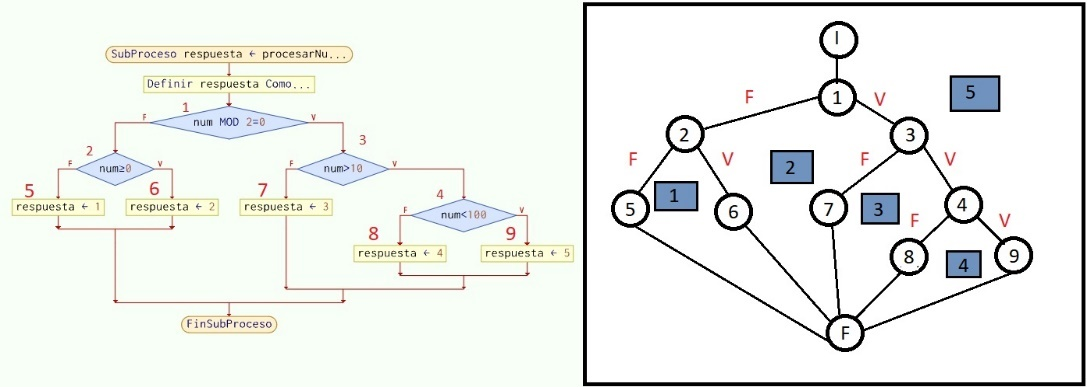 SubProceso respuesta ← procesarNu...
Definir respuesta Como...
1
num MOD 2=0
F
V
2
num≥0
F
V
3
num>10
F
V
5
respuesta ← 1
6
respuesta ← 2
7
respuesta ← 3
4
num<100
F
V
8
respuesta ← 4
9
respuesta ← 5
FinSubProceso
I
1
F
V
5
2
3
F
V
2
F
V
5
1
6
7
3
4
F
V
8
4
9
F